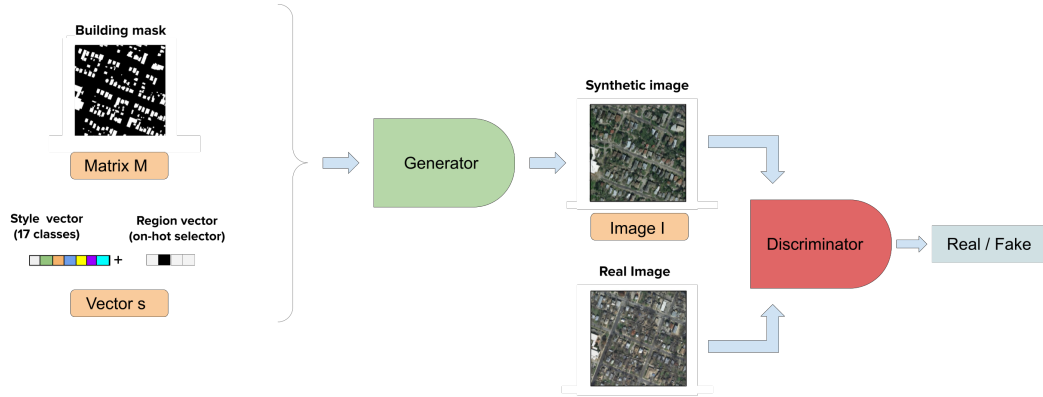 Building mask
Matrix M
Style vector
(17 classes)
Region vector
(on-hot selector)
+
Vector s
Generator
Synthetic image
Image I
Real Image
Discriminator
Real / Fake